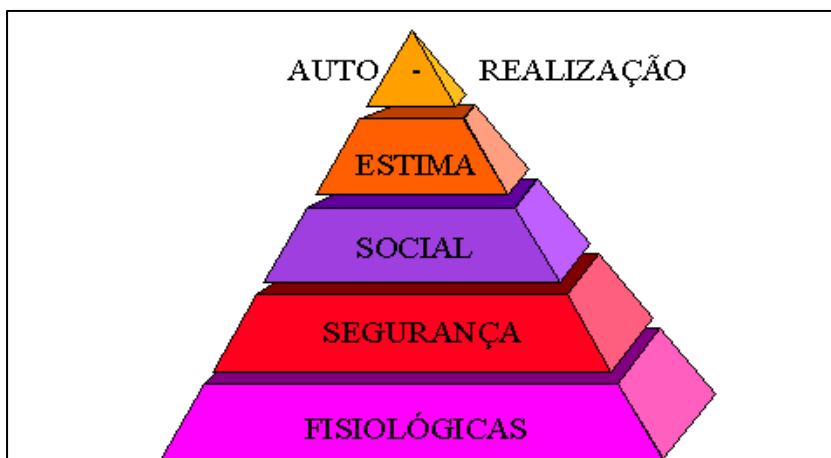 AUTO - REALIZAÇÃO
ESTIMA
SOCIAL
SEGURANÇA
FISIOLÓGICAS